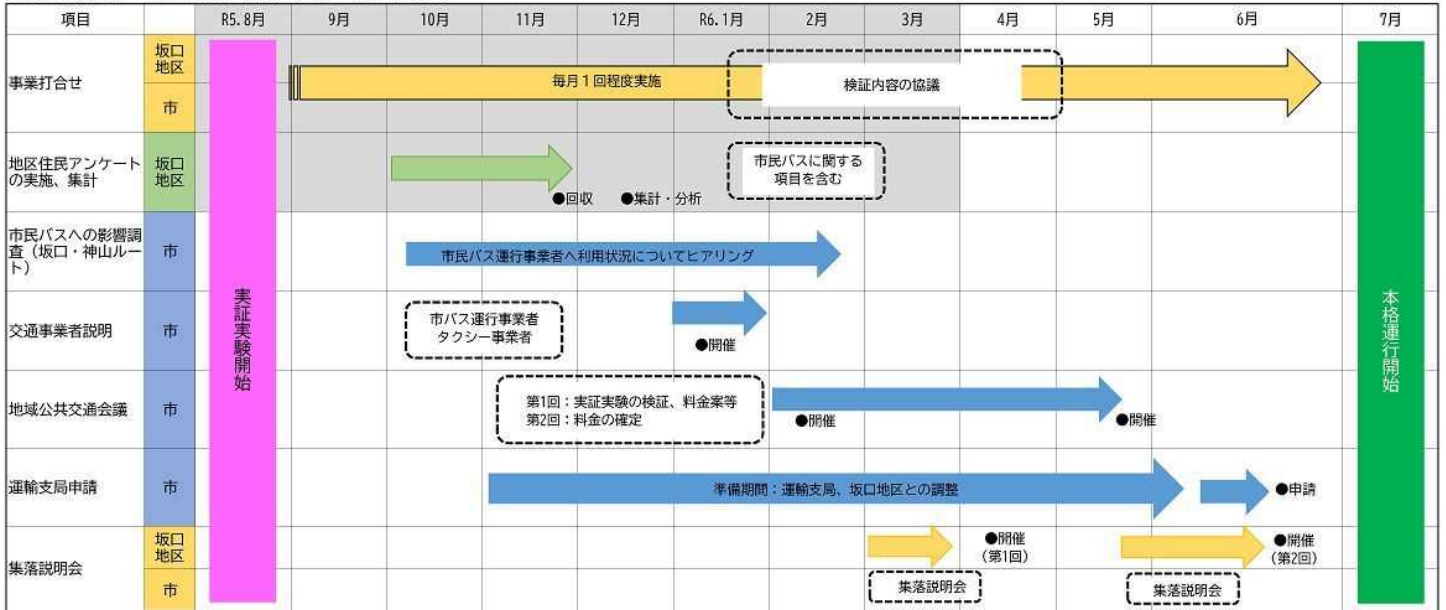 項目
R5.8月
9月
10月
11月
12月
R6.1月
2月
3月
4月
5月
6月
7月
事業打合せ
坂口
地区
市
毎月1回程度実施
検証内容の協議
地区住民アンケート
の実施、集計
坂口
地区
●回収
●集計・分析
市民バスに関する
項目を含む
市民バスへの影響調
査（坂口・神山ルー
ト）
市
市民バス運行事業者へ利用状況についてヒアリング
交通事業者説明
市
市バス運行事業者
タクシー事業者
●開催
地域公共交通会議
市
第1回：実証実験の検証、料金案等
第2回：料金の確定
●開催
●開催
運輸支局申請
市
準備期間：運輸支局、坂口地区との調整
●申請
集落説明会
坂口
地区
市
●開催
(第1回)
●開催
(第2回)
集落説明会
集落説明会
実証実験開始
本格運行開始